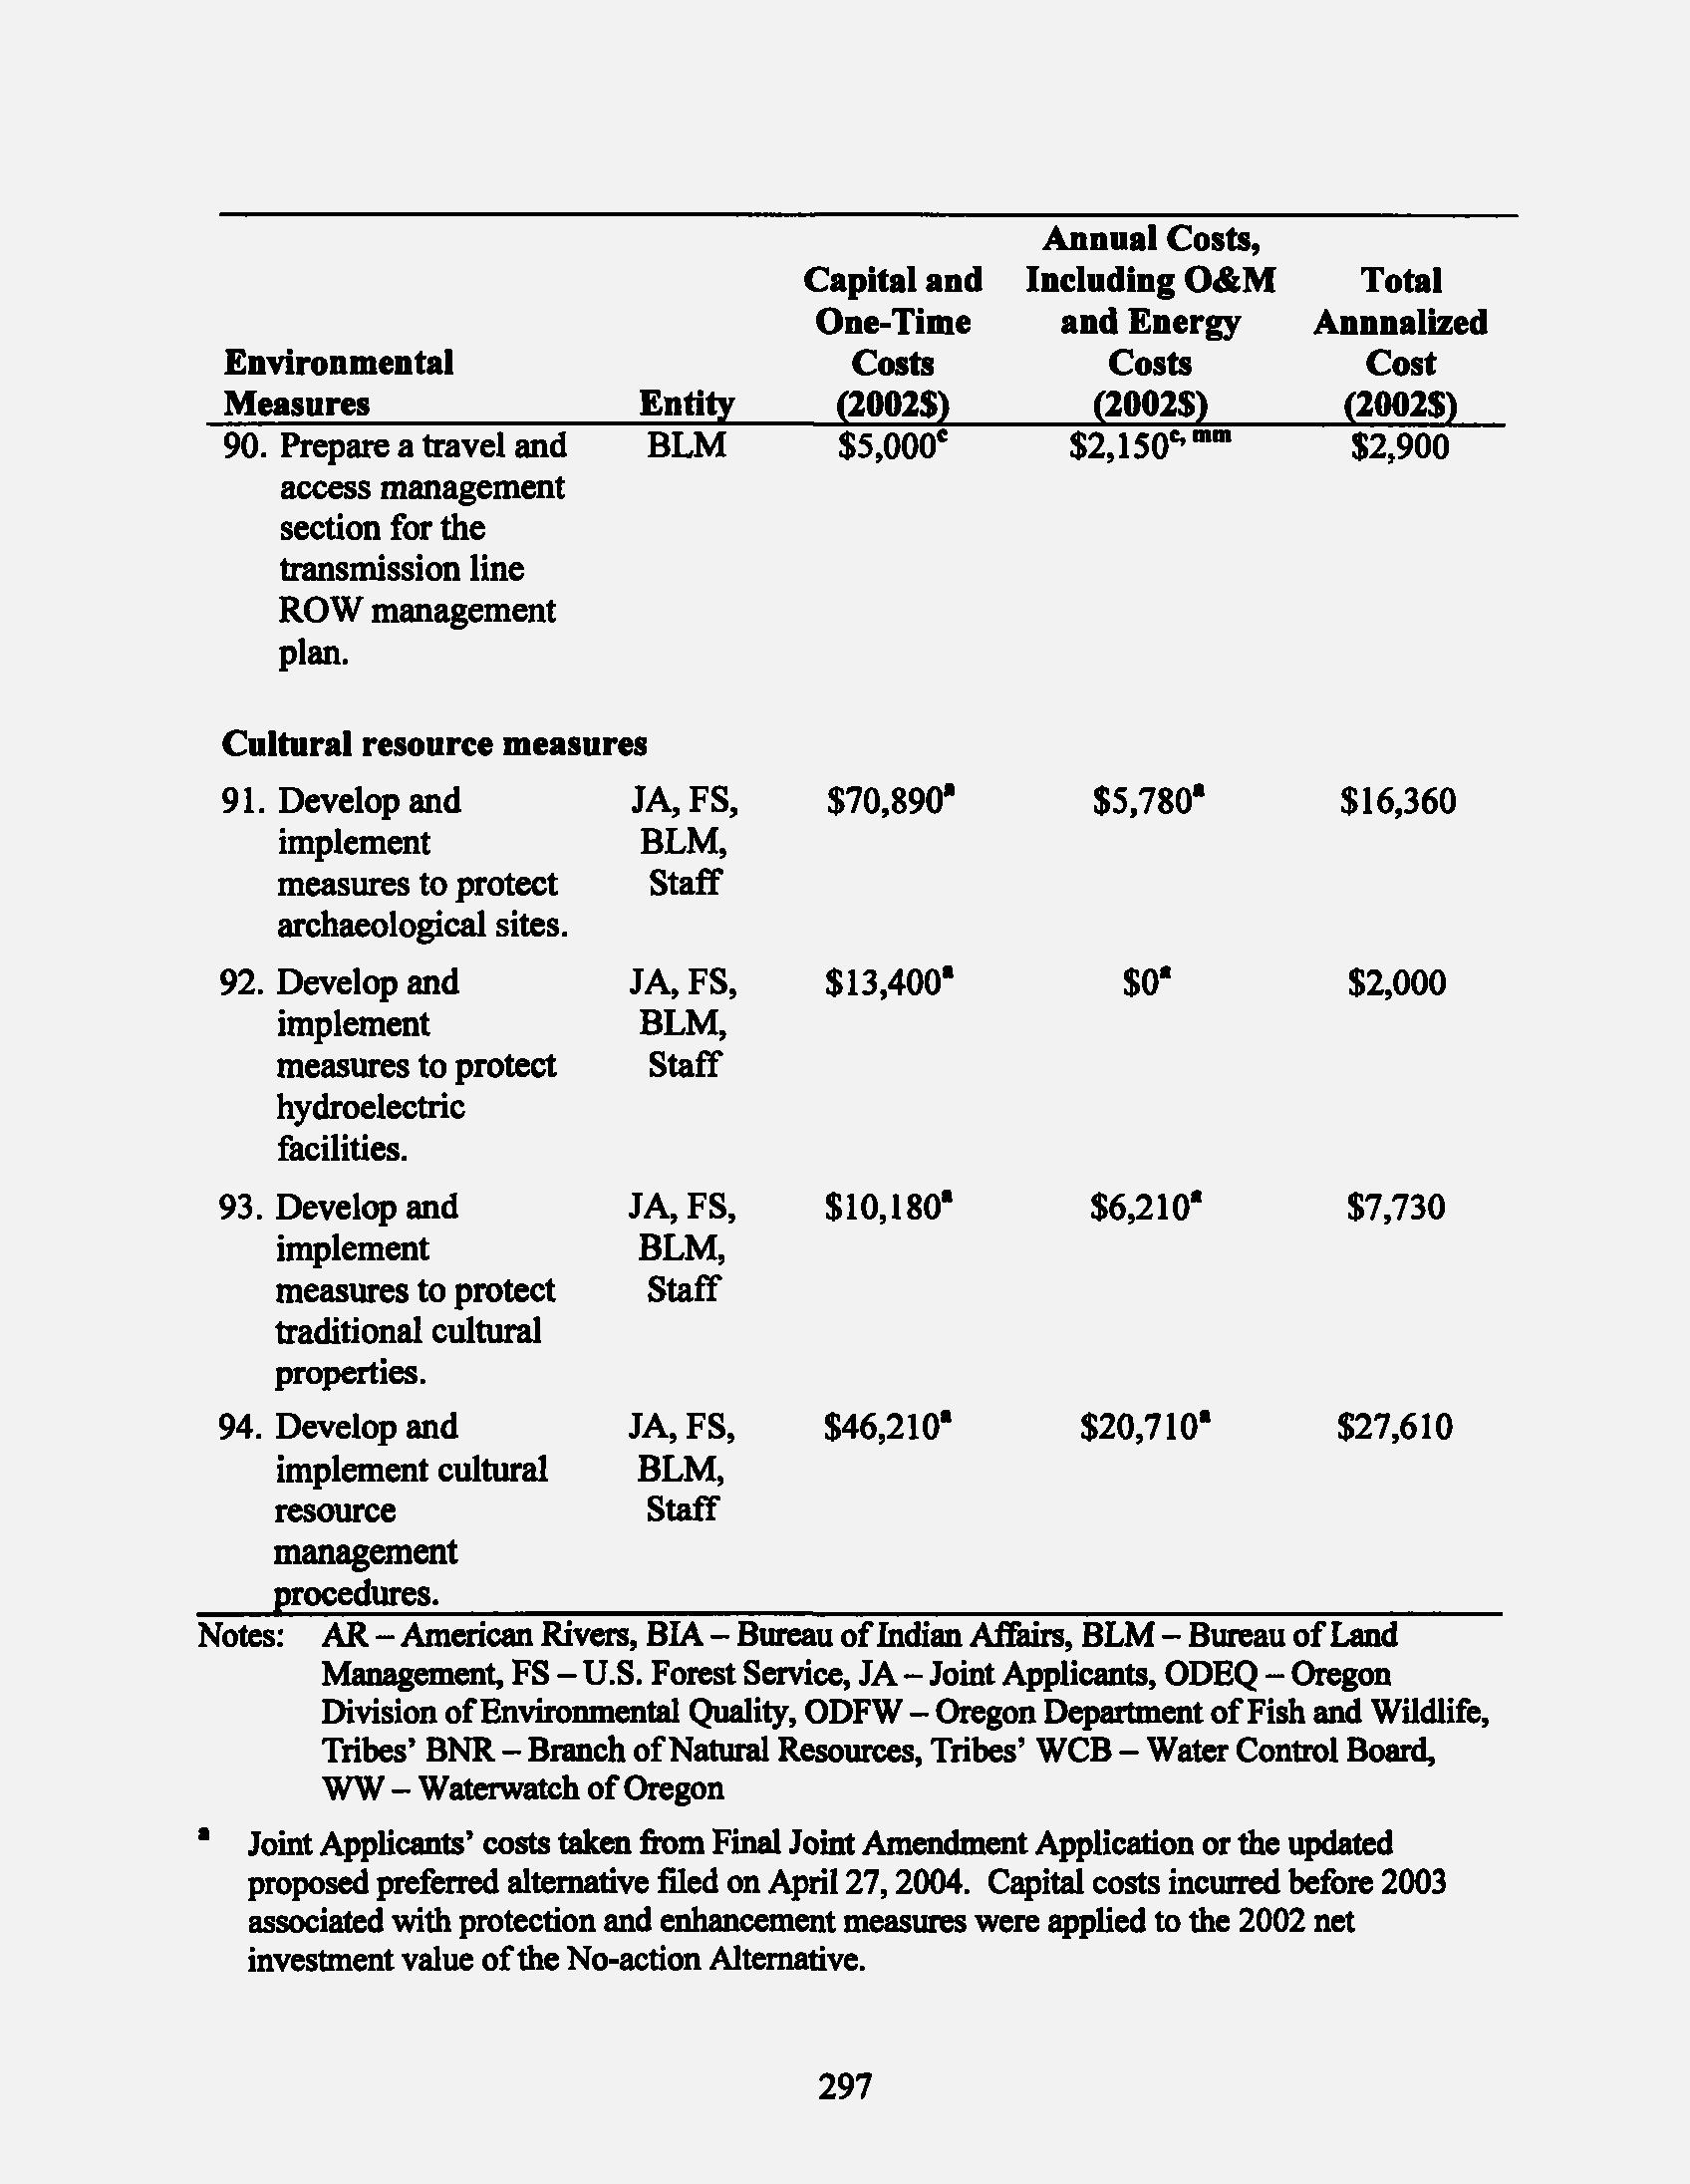 Annual Costs,
Capital and Including O&M Total
One-Time and Energy Annnalized
Environmental Costs Costs Cost
Measures Entity (2002$) (2002$) (2002$)
90. Prepare a travel and BLM $5,000c $2,150c, mm $2,900
access management
section for the
transmission line
ROW management
plan.
Cultural resource measures
91. Develop and JA, FS, $70,890a $5,780a $16,360
implement BLM,
measures to protect Staff
archaeological sites.
92. Develop and JA, FS, $13,400a $0a $2,000
implement BLM,
measures to protect Staff
hydroelectric
facilities.
93. Develop and JA, FS, $10,180a $6,210a $7,730
implement BLM,
measures to protect Staff
traditional cultural
properties.
94. Develop and JA, FS, $46,210a $20,710a $27,610
implement cultural BLM,
resource Staff
management
procedures.
Notes: AR – American Rivers, BIA – Bureau of Indian Affairs, BLM – Bureau of Land
Management, FS – U.S. Forest Service, JA – Joint Applicants, ODEQ – Oregon
Division of Environmental Quality, ODFW – Oregon Department of Fish and Wildlife,
Tribes’ BNR – Branch of Natural Resources, Tribes’ WCB – Water Control Board,
WW – Waterwatch of Oregon
a Joint Applicants’ costs taken from Final Joint Amendment Application or the updated
proposed preferred alternative filed on April 27, 2004. Capital costs incurred before 2003
associated with protection and enhancement measures were applied to the 2002 net
investment value of the No-action Alternative.
297